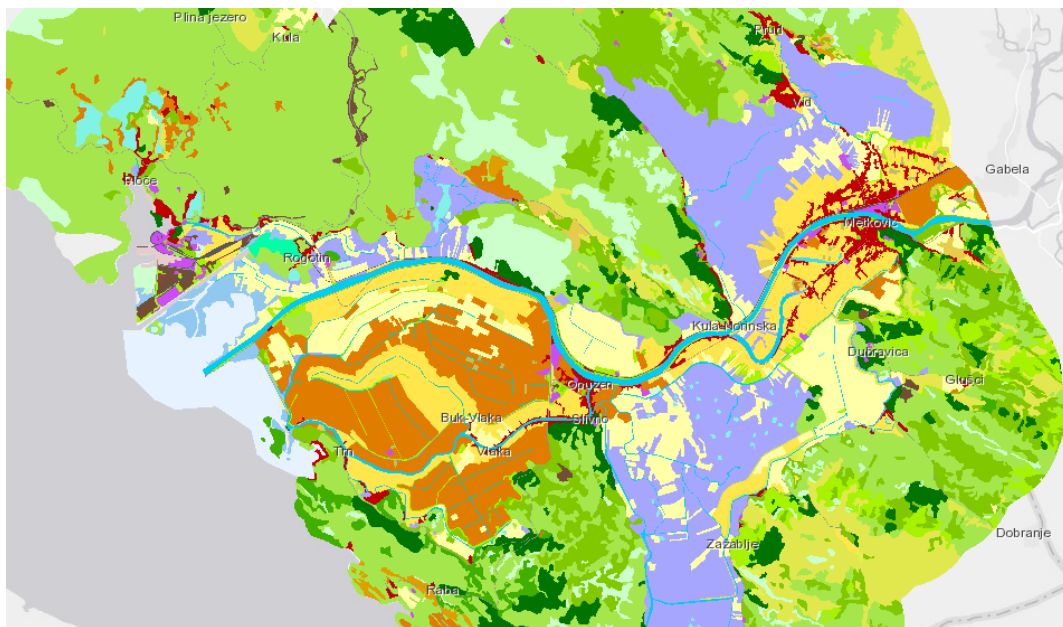 Plina jezero
Kula
Prud
Vid
Gabela
Ploče
Metković
Rogotin
Kula Norinska
Dubravica
Glušci
Opuzen
Buk-Vlaka
Slivno
Trn
Vlaka
Dobranje
Zažablje
Raba